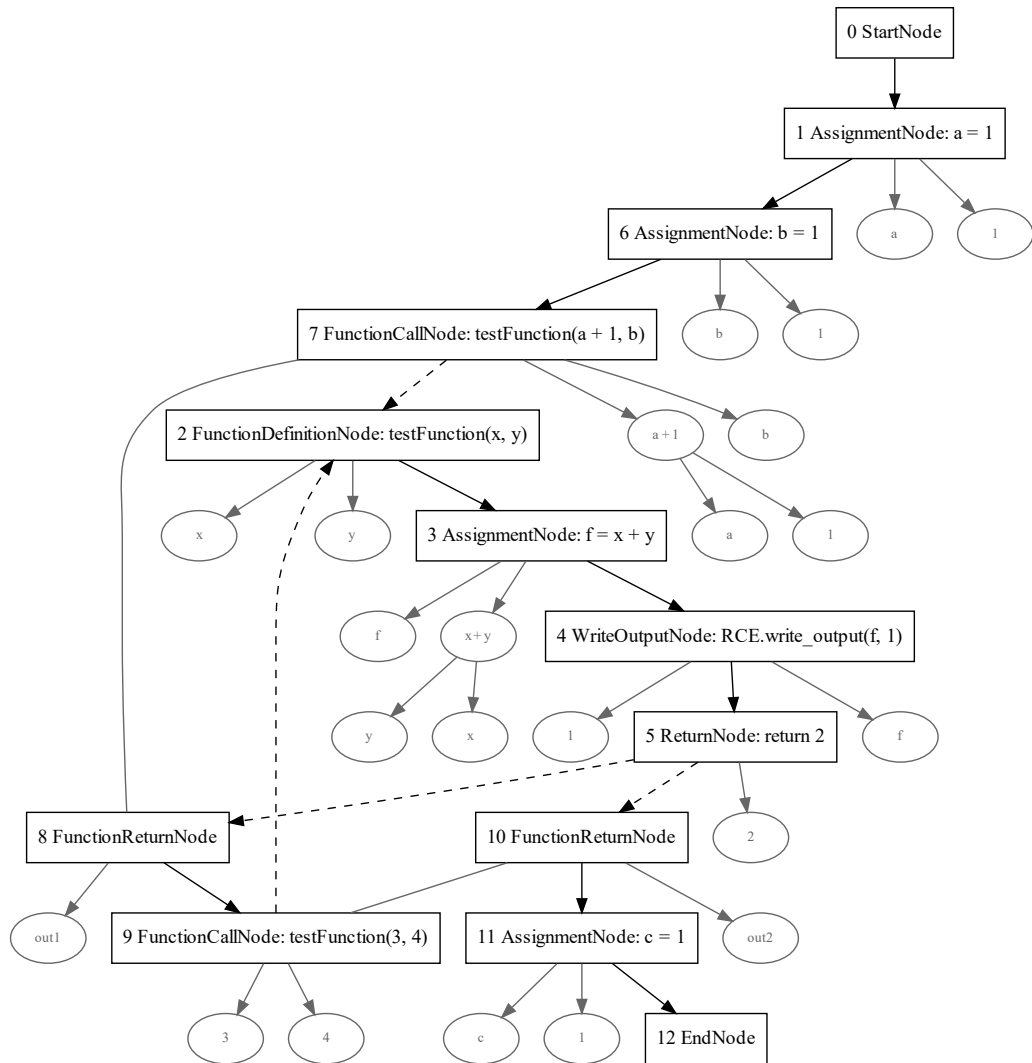 0 StartNode
1 AssignmentNode: a = 1
6 AssignmentNode: b = 1
a
1
7 FunctionCallNode: testFunction(a + 1, b)
b
1
2 FunctionDefinitionNode: testFunction(x, y)
a + 1
b
x
y
3 AssignmentNode: f = x + y
a
1
f
x + y
4 WriteOutputNode: RCE.write_output(f, 1)
y
x
1
5 ReturnNode: return 2
f
8 FunctionReturnNode
10 FunctionReturnNode
2
out1
9 FunctionCallNode: testFunction(3, 4)
11 AssignmentNode: c = 1
out2
3
4
c
1
12 EndNode